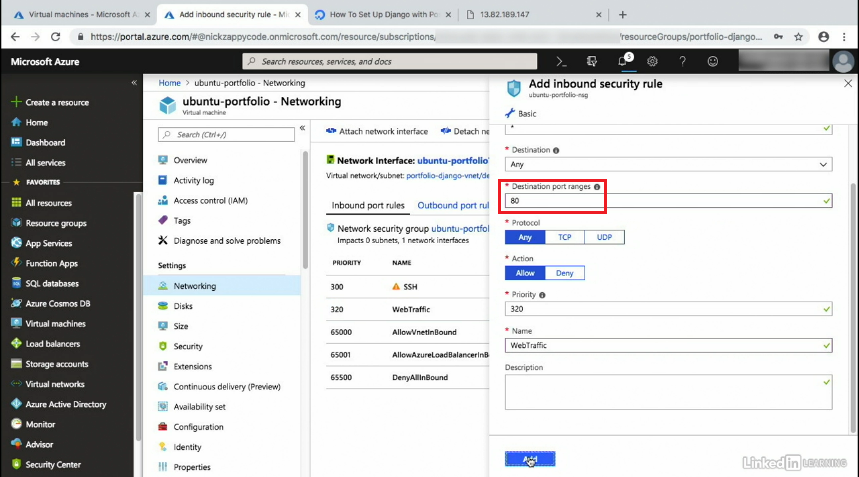 Virtual machines - Microsoft A
Add inbound security rule - M
How To Set Up Django with Po
13.82.189.147
https://portal.azure.com/#@nickzappycode.onmicrosoft.com/resource/subscriptions/
/resourceGroups/portfolio-django...
Microsoft Azure
Search resources, services, and docs
5
Create a resource
Home
Dashboard
All services
FAVORITES
All resources
Resource groups
App Services
Function Apps
SQL databases
Azure Cosmos DB
Virtual machines
Load balancers
Storage accounts
Virtual networks
Azure Active Directory
Monitor
Advisor
Security Center
Home > ubuntu-portfolio - Networking
ubuntu-portfolio - Networking
Virtual machine
Search (Ctrl+/)
Overview
Activity log
Access control (IAM)
Tags
Diagnose and solve problems
Settings
Networking
Disks
Size
Security
Extensions
Continuous delivery (Preview)
Availability set
Configuration
Identity
Properties
Attach network interface
Detach ne
Network Interface: ubuntu-portfolio
Virtual network/subnet: portfolio-django-vnet/de
Inbound port rules
Outbound port rul
Network security group ubuntu-portfol
Impacts 0 subnets, 1 network interfaces
PRIORITY NAME
300 SSH
320 WebTraffic
65000 AllowVnetInBound
65001 AllowAzureLoadBalancerInB
65500 DenyAllInBound
Add inbound security rule
ubuntu-portfolio-nsg
Basic
*
* Destination
Any
* Destination port ranges
80
* Protocol
Any TCP UDP
* Action
Allow Deny
* Priority
320
* Name
WebTraffic
Description
Add
Linked in LEARNING